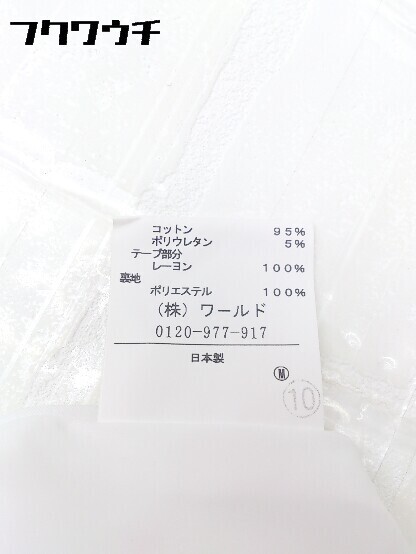 フクワウチ
コットン 95%
ポリウレタン 5%
テープ部分
レーヨン 100%
裏地
ポリエステル 100%
(株)ワールド
0120-977-917
日本製
Ⓜ
10